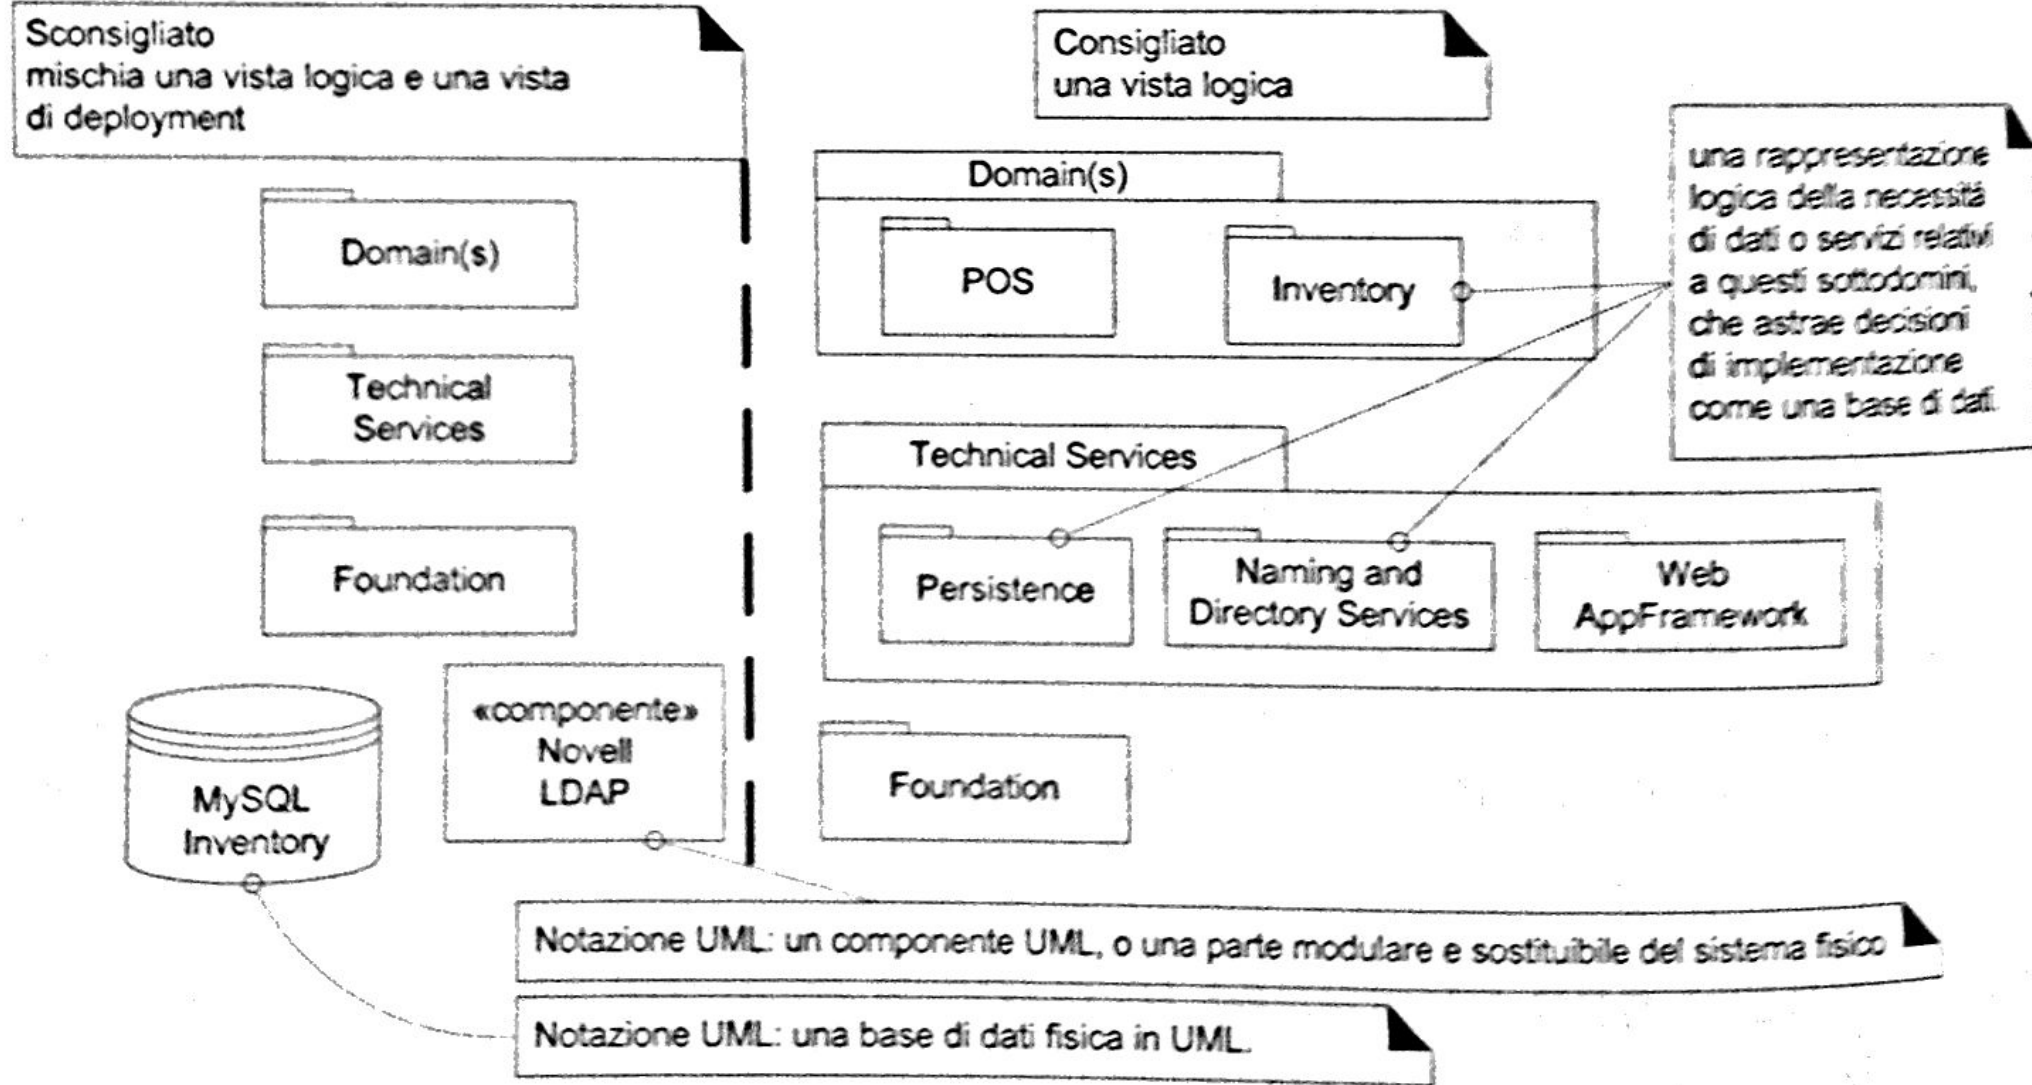 Sconsigliato
mischia una vista logica e una vista
di deployment
Domain(s)
Technical
Services
Foundation
MySQL
Inventory
«componente»
Novell
LDAP
Consigliato
una vista logica
Domain(s)
POS
Inventory
una rappresentazione
logica della necessità
di dati o servizi relativi
a questi sottodomini,
che astrae decisioni
di implementazione
come una base di dati.
Technical Services
Persistence
Naming and
Directory Services
Web
AppFramework
Foundation
Notazione UML: un componente UML, o una parte modulare e sostituibile del sistema fisico
Notazione UML: una base di dati fisica in UML.